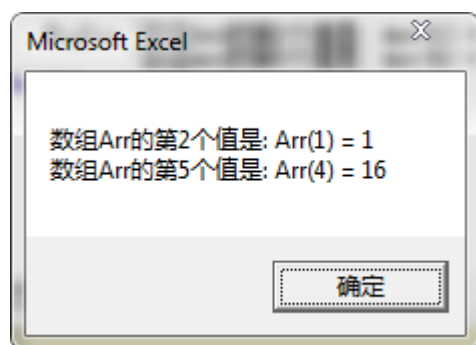 Microsoft Excel
数组Arr的第2个值是: Arr(1) = 1
数组Arr的第5个值是: Arr(4) = 16
确定